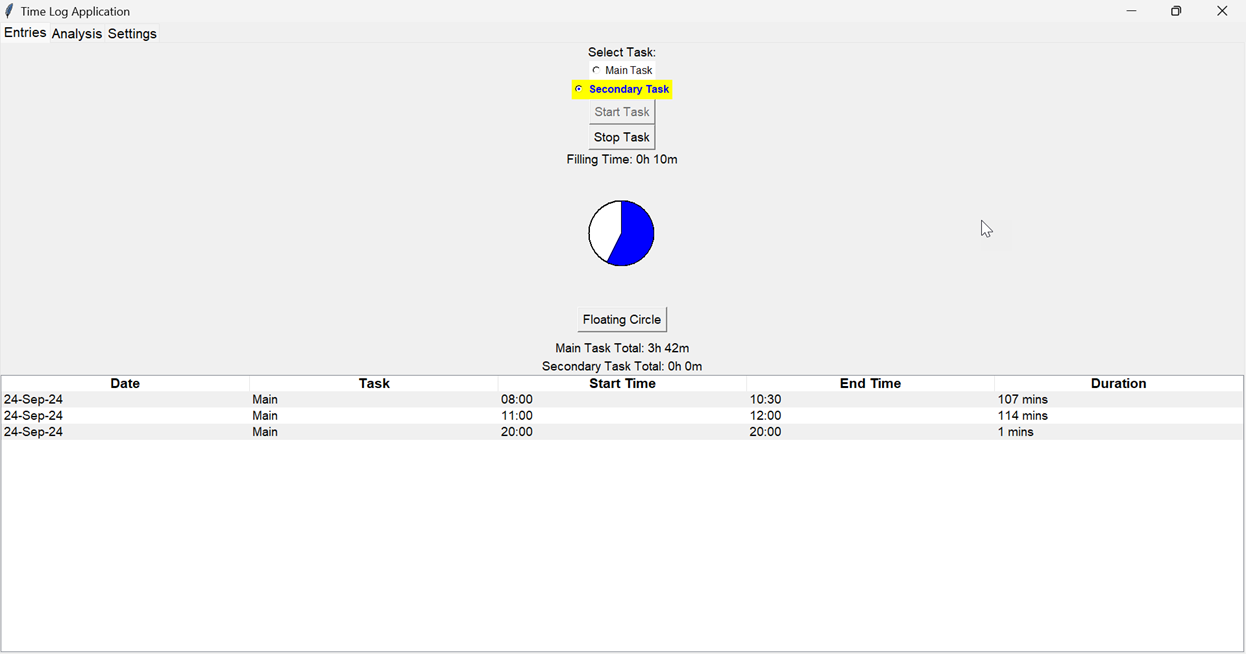 Time Log Application
Entries Analysis Settings
Select Task:
Main Task
Secondary Task
Start Task
Stop Task
Filling Time: 0h 10m
Floating Circle
Main Task Total: 3h 42m
Secondary Task Total: 0h 0m
Date Task Start Time End Time Duration
24-Sep-24 Main 08:00 10:30 107 mins
24-Sep-24 Main 11:00 12:00 114 mins
24-Sep-24 Main 20:00 20:00 1 mins